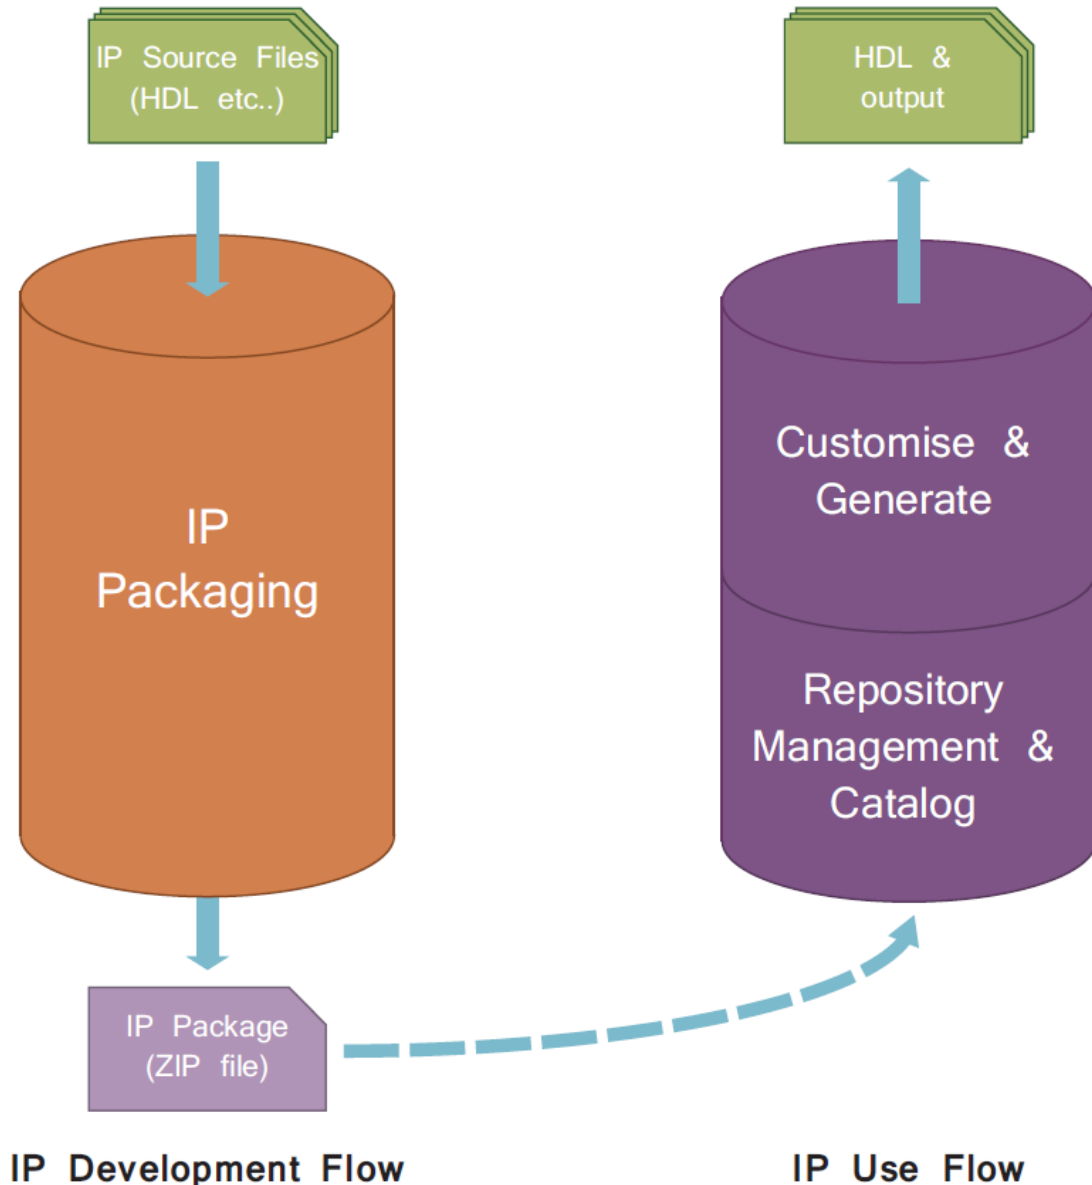 IP Source Files
(HDL etc..)
HDL &
output
IP
Packaging
Customise &
Generate
Repository
Management &
Catalog
IP Package
(ZIP file)
IP Development Flow
IP Use Flow